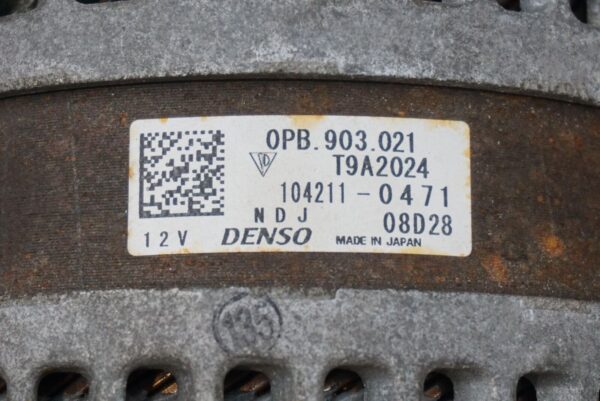 0PB.903.021
T9A2024
104211-0471
NDJ 08D28
12V DENSO MADE IN JAPAN
135